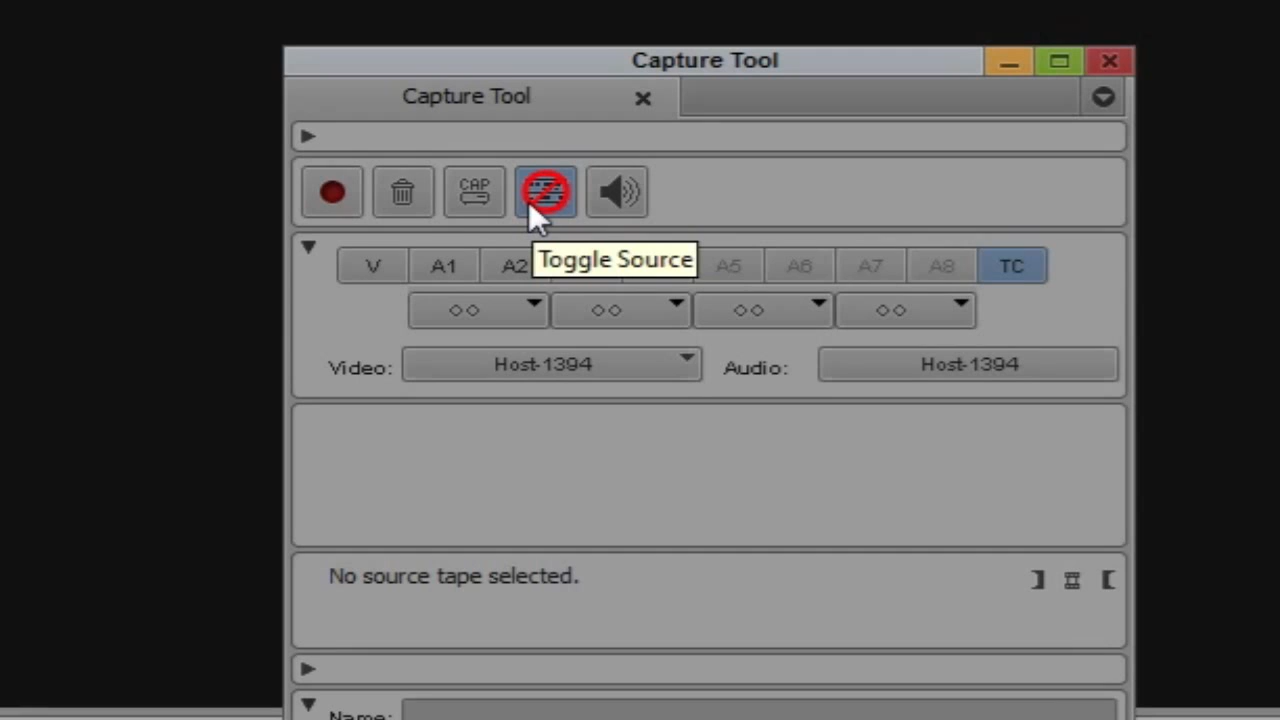 Capture Tool
Capture Tool
CAP
Toggle Source
V A1 A2 A5 A6 A7 A8 TC
Video: Host-1394 Audio: Host-1394
No source tape selected.
Name: